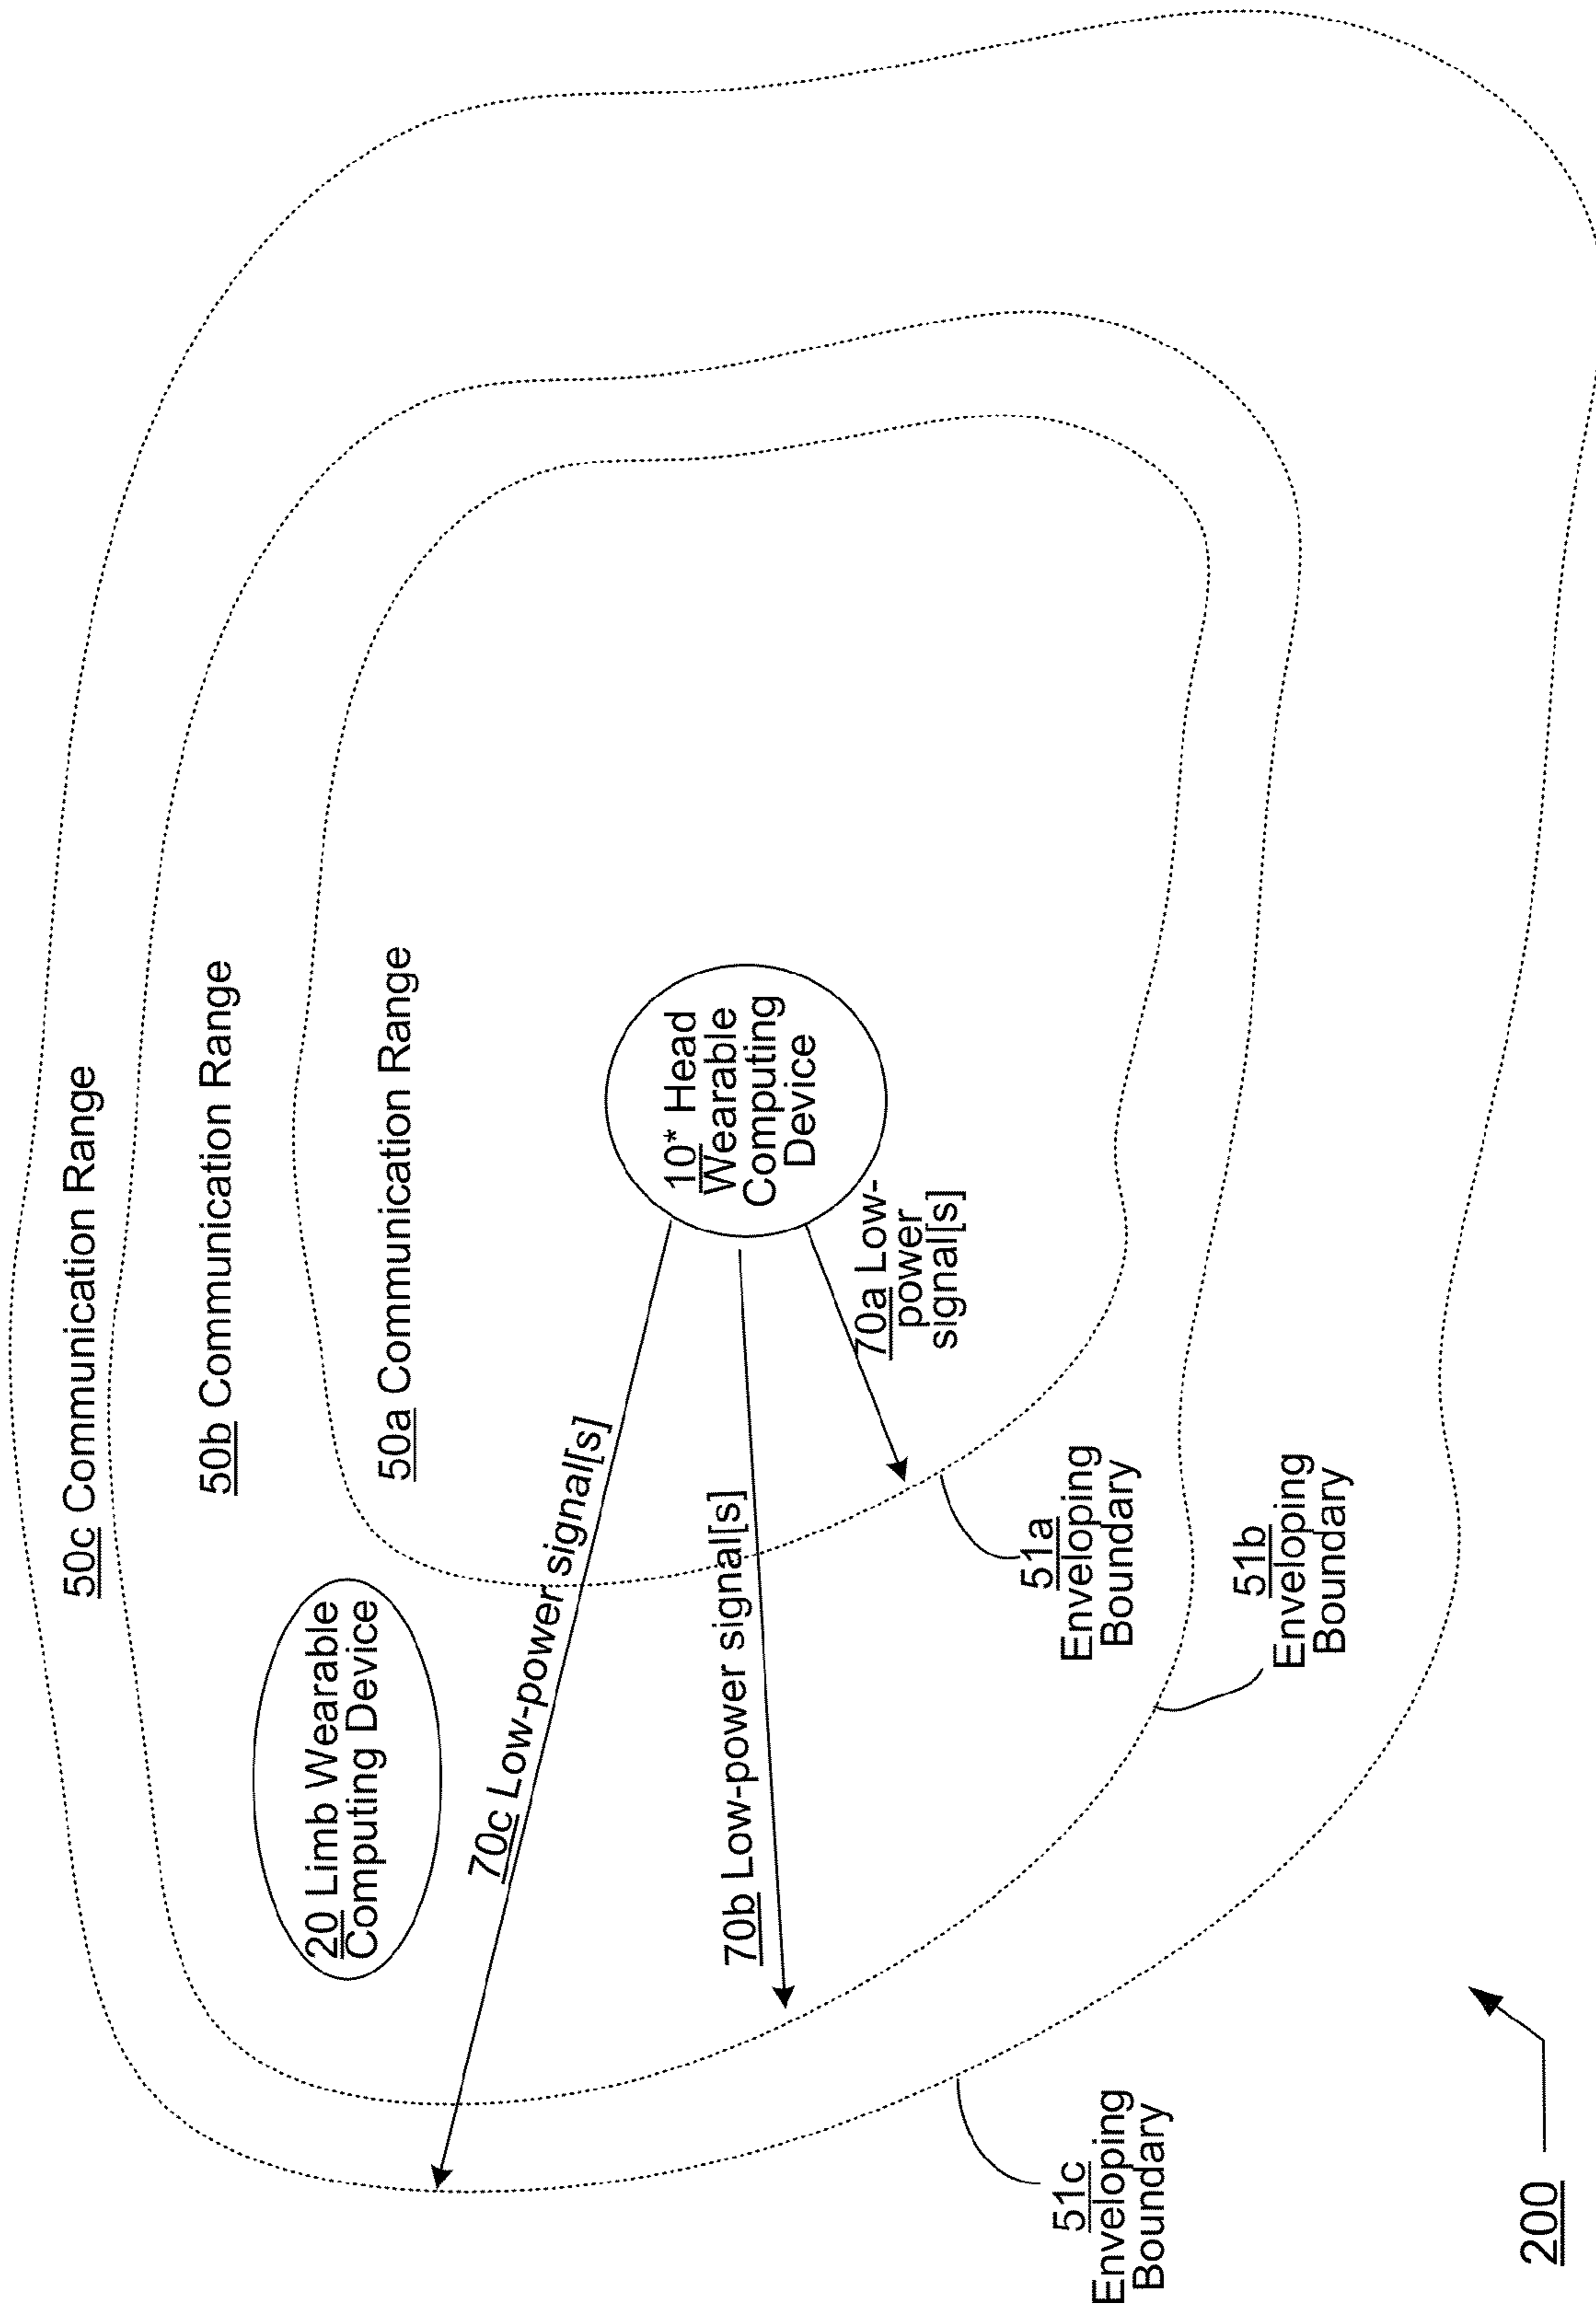 50c Communication Range
50b Communication Range
50a Communication Range
20 Limb Wearable
Computing Device
70c Low-power signal[s]
10* Head
Wearable
Computing
Device
70b Low-power signal[s]
70a Low-
power
signal[s]
51a
Enveloping
Boundary
51b
Enveloping
Boundary
51c
Enveloping
Boundary
200